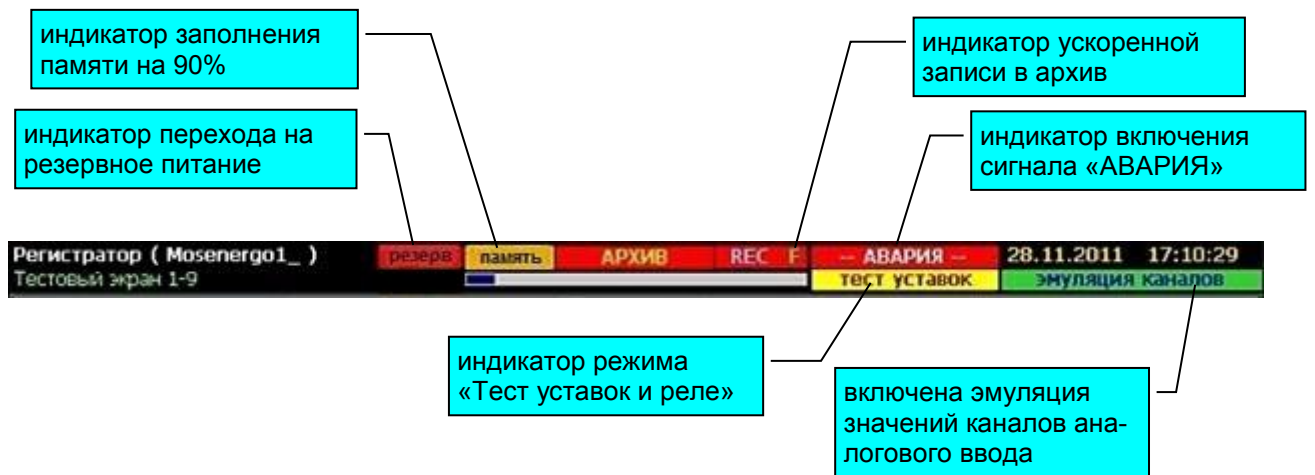 индикатор заполнения
памяти на 90%
индикатор ускоренной
записи в архив
индикатор перехода на
резервное питание
индикатор включения
сигнала «АВАРИЯ»
Регистратор ( Mosenergo1_ ) резерв память АРХИВ REC F -- АВАРИЯ -- 28.11.2011 17:10:29
Тестовый экран 1-9 тест уставок эмуляция каналов
индикатор режима
«Тест уставок и реле»
включена эмуляция
значений каналов ана-
логового ввода